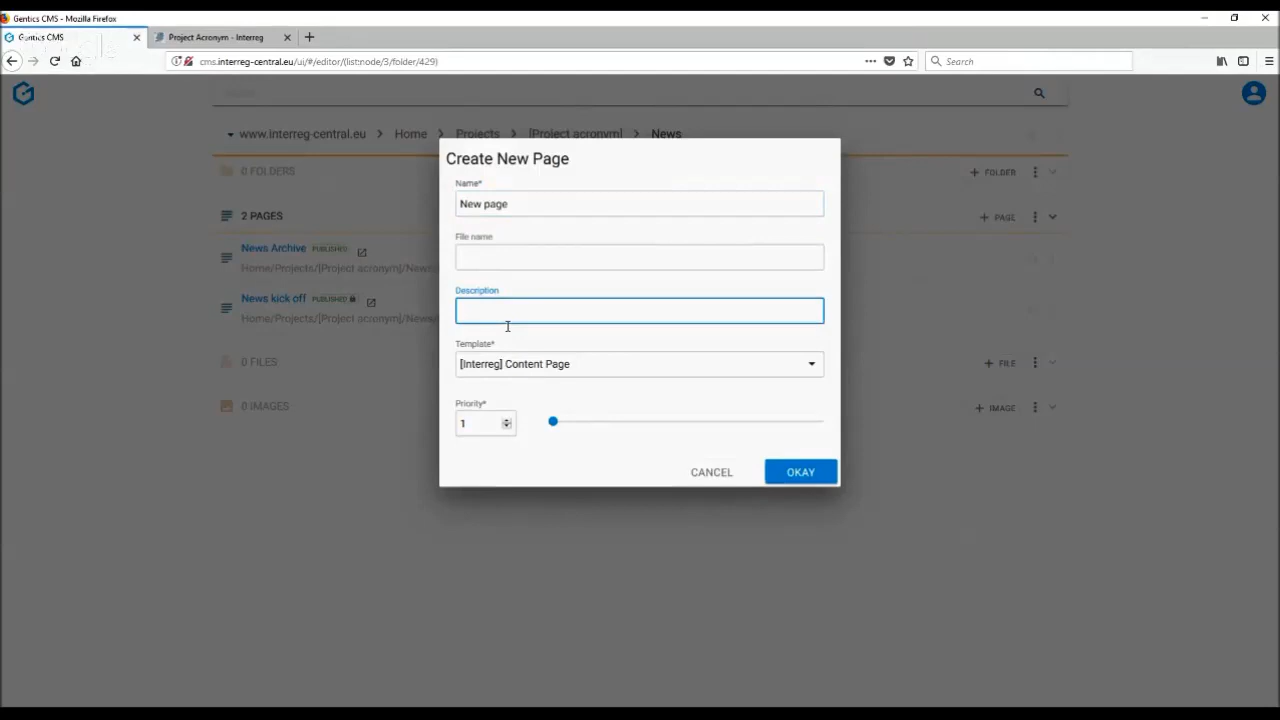 Gentics CMS - Mozilla Firefox
Gentics CMS
Project Acronym - Interreg
cms.interreg-central.eu/ui/#/editor/(list:node/3/folder/429)
Search
www.interreg-central.eu > Home > Projects > [Project acronym] > News
0 FOLDERS
+ FOLDER
2 PAGES
+ PAGE
News Archive PUBLISHED
Home/Projects/[Project acronym]/News
News kick off PUBLISHED
Home/Projects/[Project acronym]/News
0 FILES
+ FILE
0 IMAGES
+ IMAGE
Create New Page
Name*
New page
File name
Description
Template*
[Interreg] Content Page
Priority*
1
CANCEL
OKAY